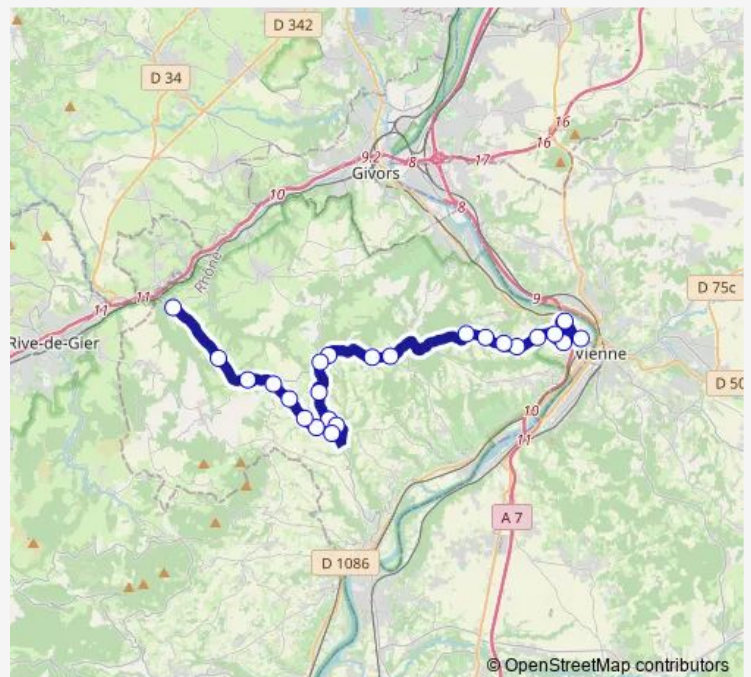 D 342
D 34
16
16
9.2
8
17
Givors
10
8
Rhône
11
11
9
D 75c
Rive-de-Gier
Vienne
D 50
10
11
A 7
D 1086
© OpenStreetMap contributors